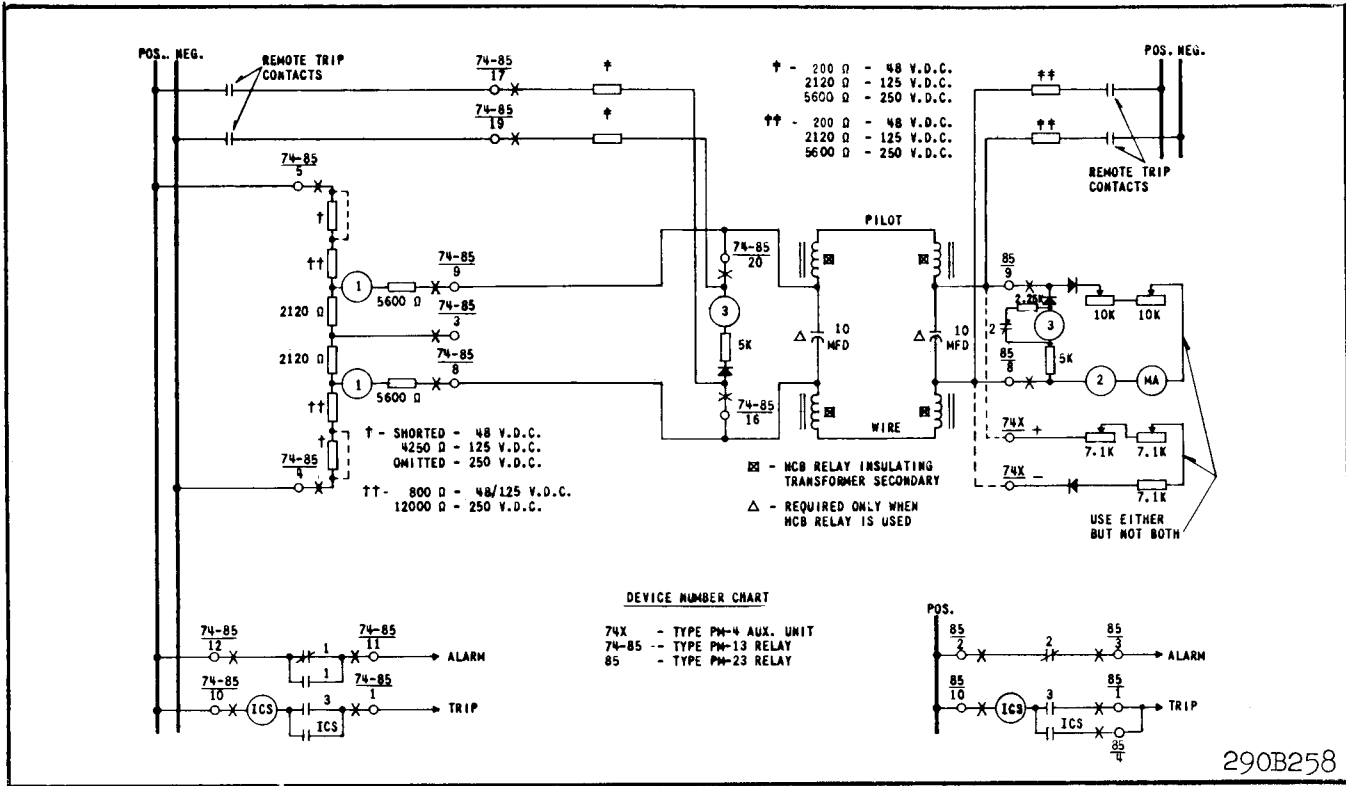 POS. NEG.
REMOTE TRIP
CONTACTS
74-85
17
*
74-85
19
*
* - 200 Ω - 48 V.D.C.
2120 Ω - 125 V.D.C.
5600 Ω - 250 V.D.C.
** - 200 Ω - 48 V.D.C.
2120 Ω - 125 V.D.C.
5600 Ω - 250 V.D.C.
POS. NEG.
**
**
REMOTE TRIP
CONTACTS
74-85
5
†
††
1
5600 Ω
74-85
9
2120 Ω
74-85
3
2120 Ω
1
5600 Ω
74-85
8
††
†
74-85
4
† - SHORTED - 48 V.D.C.
4250 Ω - 125 V.D.C.
OMITTED - 250 V.D.C.
†† - 800 Ω - 48/125 V.D.C.
12000 Ω - 250 V.D.C.
74-85
20
3
5K
74-85
16
PILOT
10
MFD
10
MFD
WIRE
- HCB RELAY INSULATING
TRANSFORMER SECONDARY
△ - REQUIRED ONLY WHEN
HCB RELAY IS USED
85
9
2.25K
2
3
5K
10K
10K
85
8
2
MA
74X +
7.1K
7.1K
74X -
7.1K
USE EITHER
BUT NOT BOTH
DEVICE NUMBER CHART
74X - TYPE PM-4 AUX. UNIT
74-85 -- TYPE PM-13 RELAY
85 - TYPE PM-23 RELAY
74-85
12
1
1
74-85
11
ALARM
74-85
10
ICS
3
ICS
74-85
1
TRIP
POS.
85
2
2
85
3
ALARM
85
10
ICS
3
ICS
85
1
TRIP
85
4
290B258